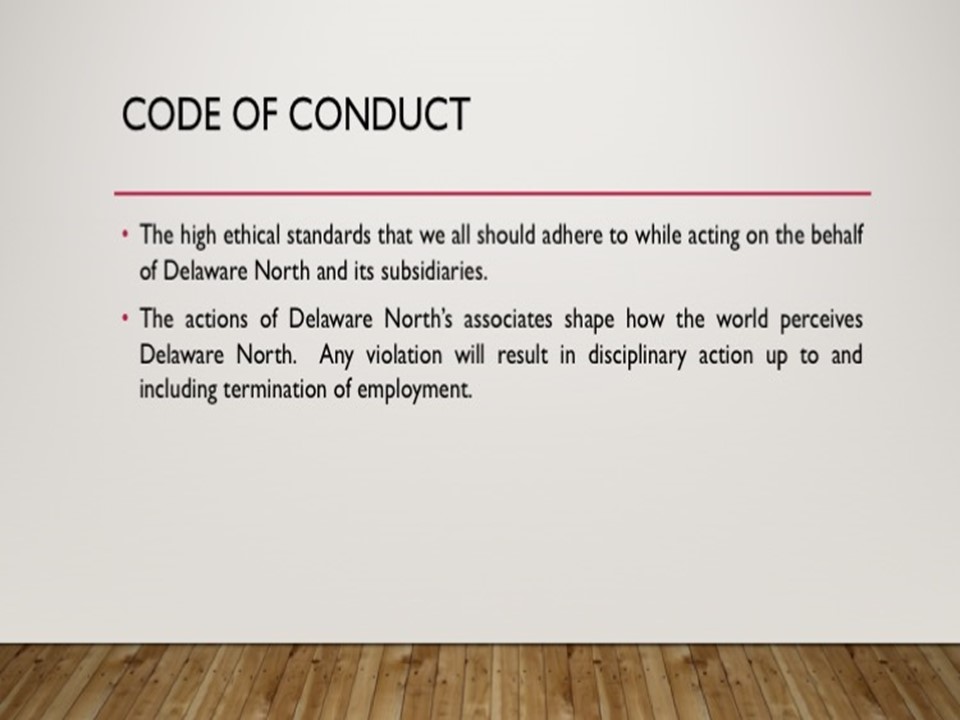 CODE OF CONDUCT
• The high ethical standards that we all should adhere to while acting on the behalf
of Delaware North and its subsidiaries.
• The actions of Delaware North’s associates shape how the world perceives
Delaware North.  Any violation will result in disciplinary action up to and
including termination of employment.